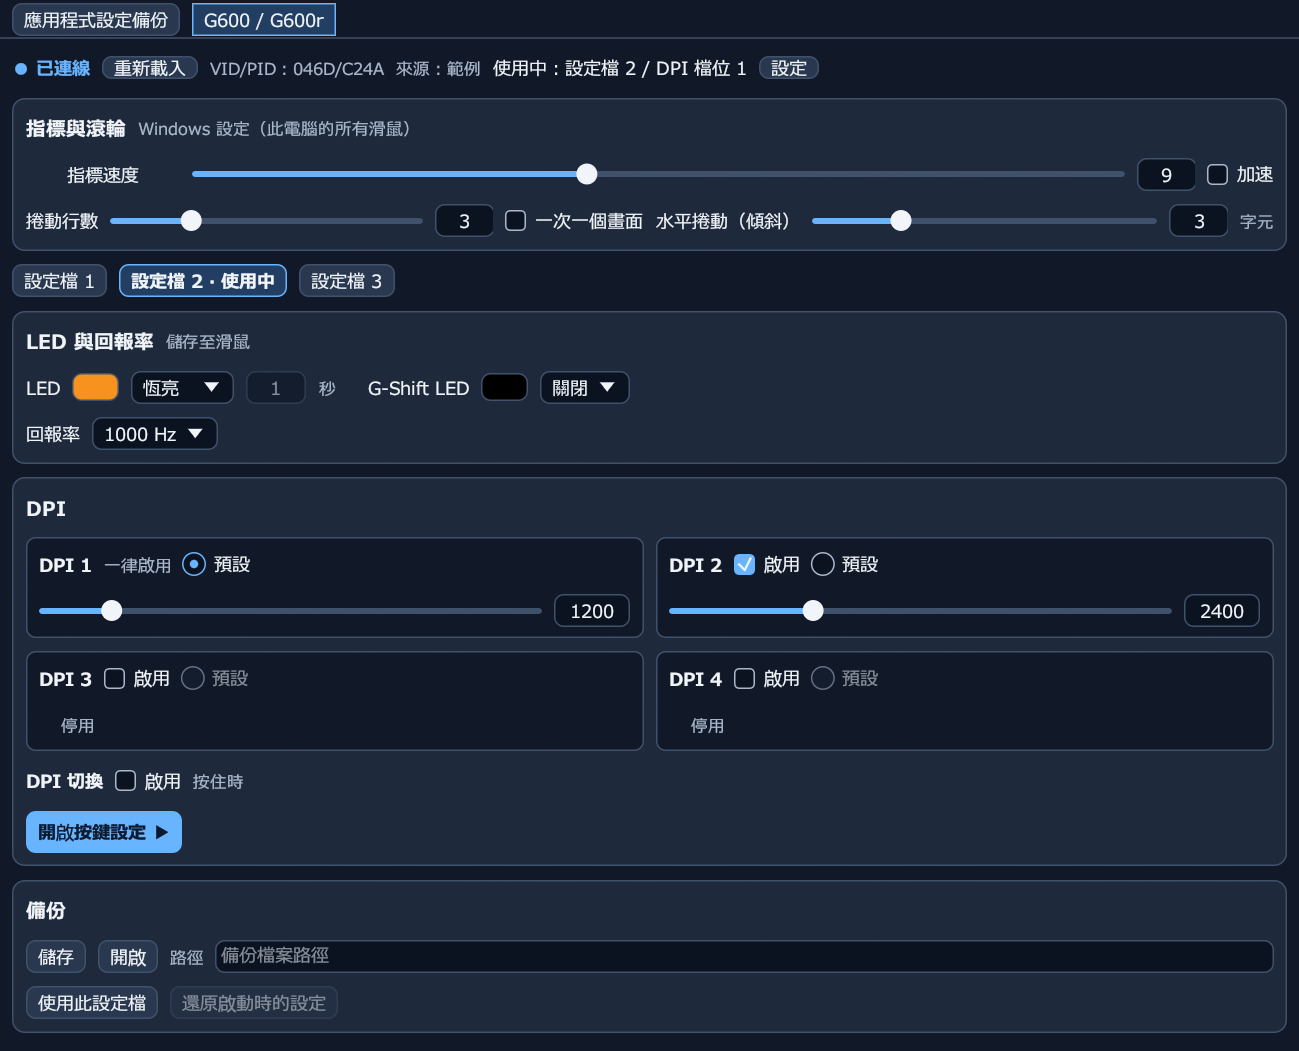 應用程式設定備份 G600 / G600r
已連線 重新載入 VID/PID：046D/C24A 來源：範例 使用中：設定檔 2 / DPI 檔位 1 設定
指標與滾輪 Windows 設定（此電腦的所有滑鼠）
指標速度 9 加速
捲動行數 3 一次一個畫面 水平捲動（傾斜） 3 字元
設定檔 1 設定檔 2 · 使用中 設定檔 3
LED 與回報率 儲存至滑鼠
LED 恆亮 ▼ 1 秒 G-Shift LED 關閉 ▼
回報率 1000 Hz ▼
DPI
DPI 1 一律啟用 預設
1200
DPI 2 啟用 預設
2400
DPI 3 啟用 預設
停用
DPI 4 啟用 預設
停用
DPI 切換 啟用 按住時
開啟按鍵設定 ▶
備份
儲存 開啟 路徑 備份檔案路徑
使用此設定檔 還原啟動時的設定